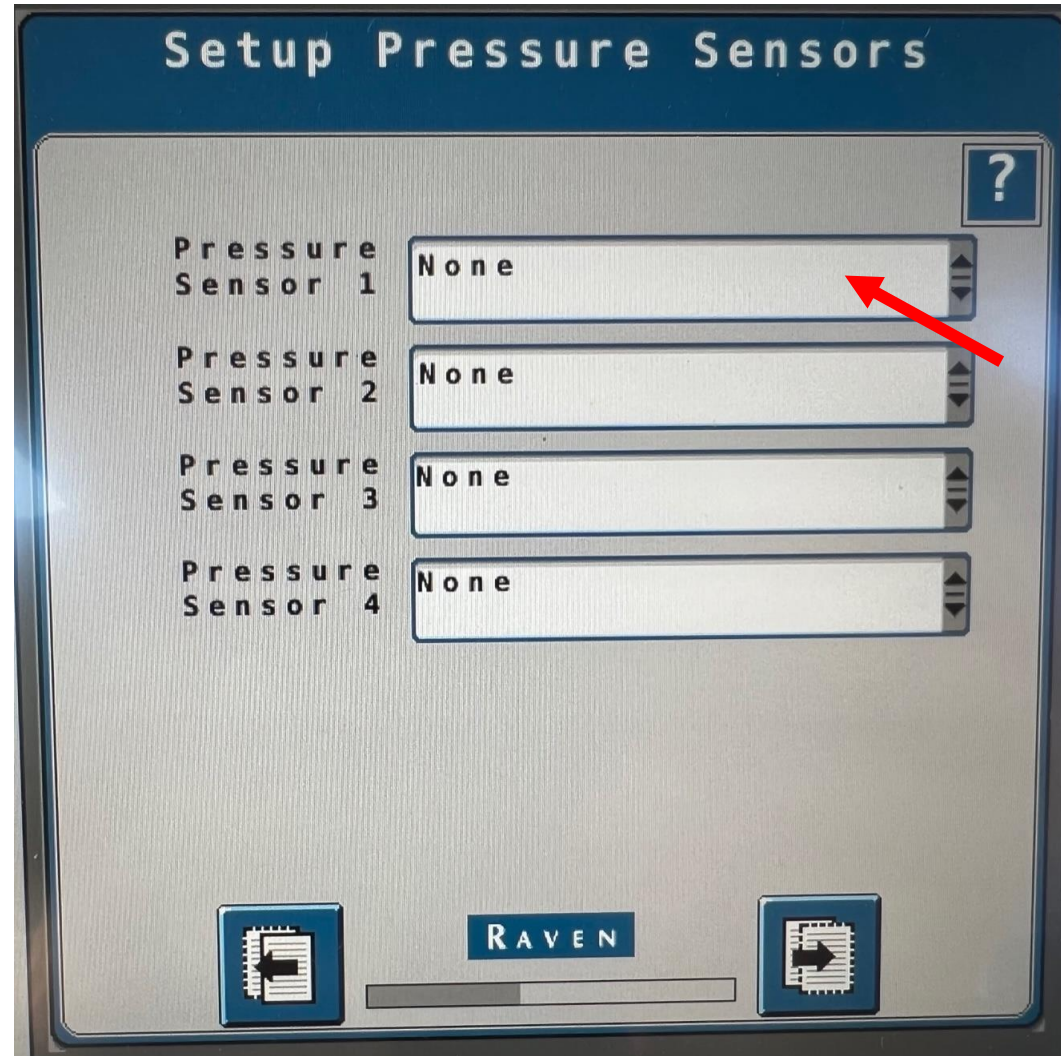 Setup Pressure Sensors
?
Pressure
Sensor 1
None
Pressure
Sensor 2
None
Pressure
Sensor 3
None
Pressure
Sensor 4
None
RAVEN